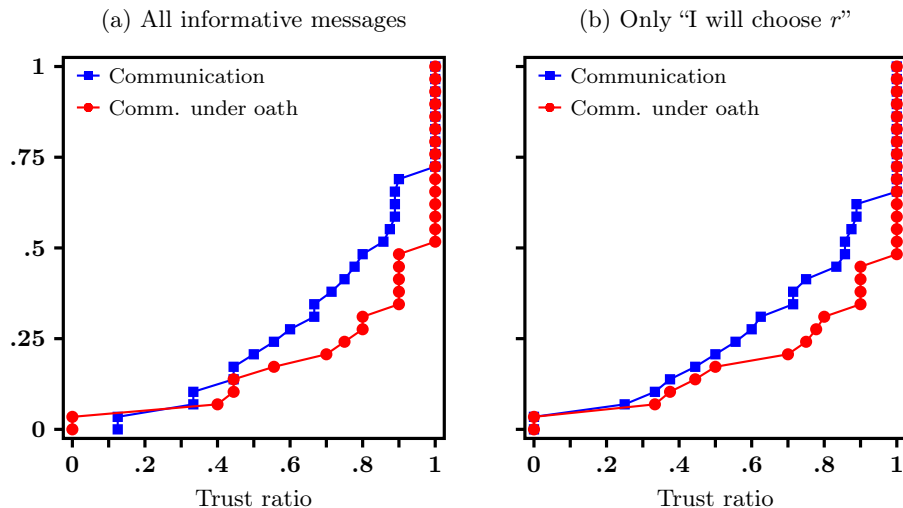 (a) All informative messages
Communication
Comm. under oath
1
.75
.5
.25
0
0 .2 .4 .6 .8 1
Trust ratio
(b) Only “I will choose r”
Communication
Comm. under oath
0 .2 .4 .6 .8 1
Trust ratio